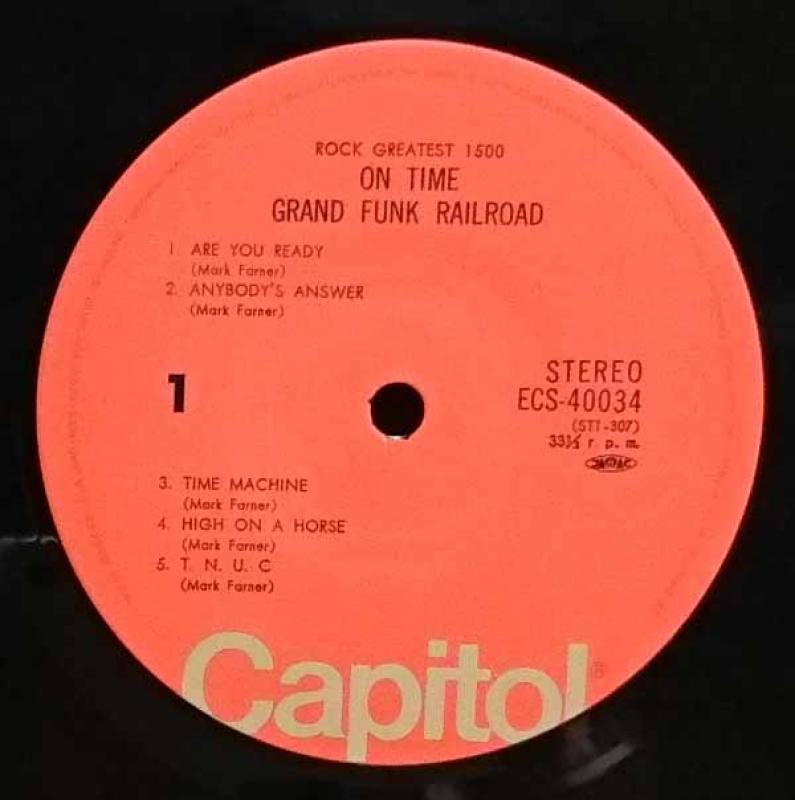 ROCK GREATEST 1500
ON TIME
GRAND FUNK RAILROAD
1 ARE YOU READY
(Mark Farner)
2. ANYBODY'S ANSWER
(Mark Farner)
1
STEREO
ECS-40034
(ST1-307)
33⅓ r. p. m.
3. TIME MACHINE
(Mark Farner)
4. HIGH ON A HORSE
(Mark Farner)
5. T. N. U. C
(Mark Farner)
Capitol®